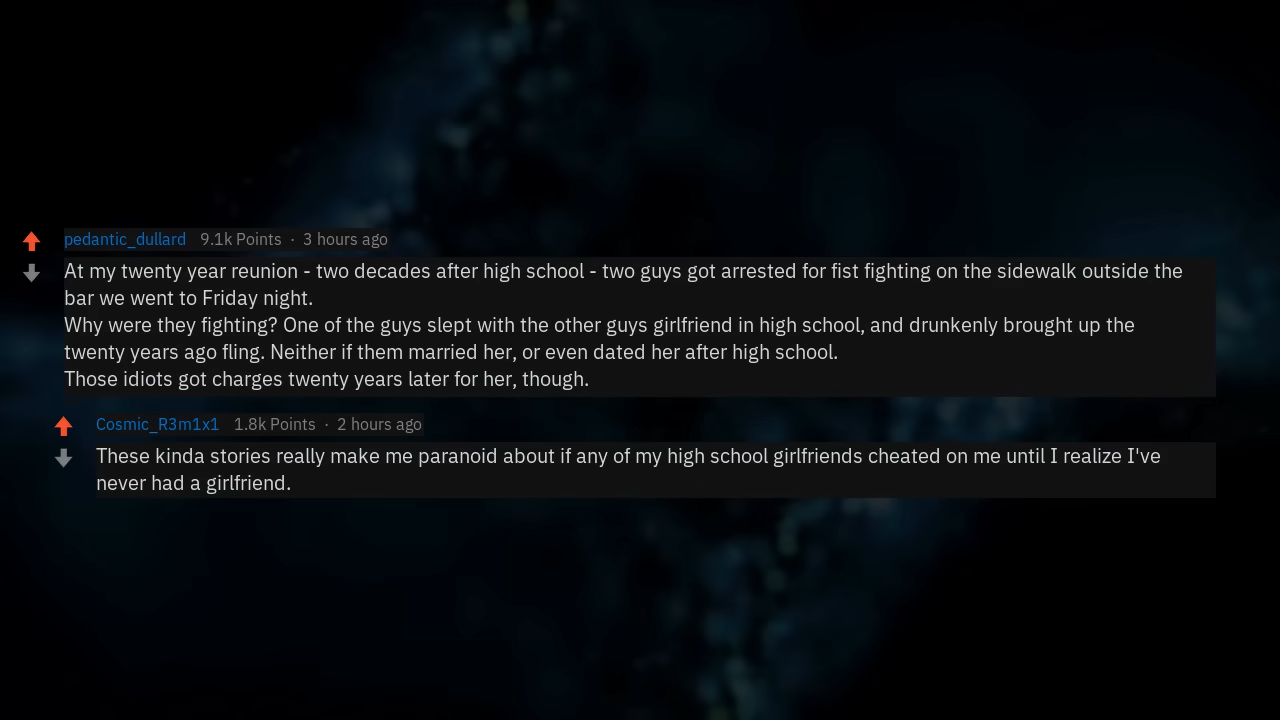 pedantic_dullard 9.1k Points · 3 hours ago
At my twenty year reunion - two decades after high school - two guys got arrested for fist fighting on the sidewalk outside the
bar we went to Friday night.
Why were they fighting? One of the guys slept with the other guys girlfriend in high school, and drunkenly brought up the
twenty years ago fling. Neither if them married her, or even dated her after high school.
Those idiots got charges twenty years later for her, though.
Cosmic_R3m1x1 1.8k Points · 2 hours ago
These kinda stories really make me paranoid about if any of my high school girlfriends cheated on me until I realize I've
never had a girlfriend.